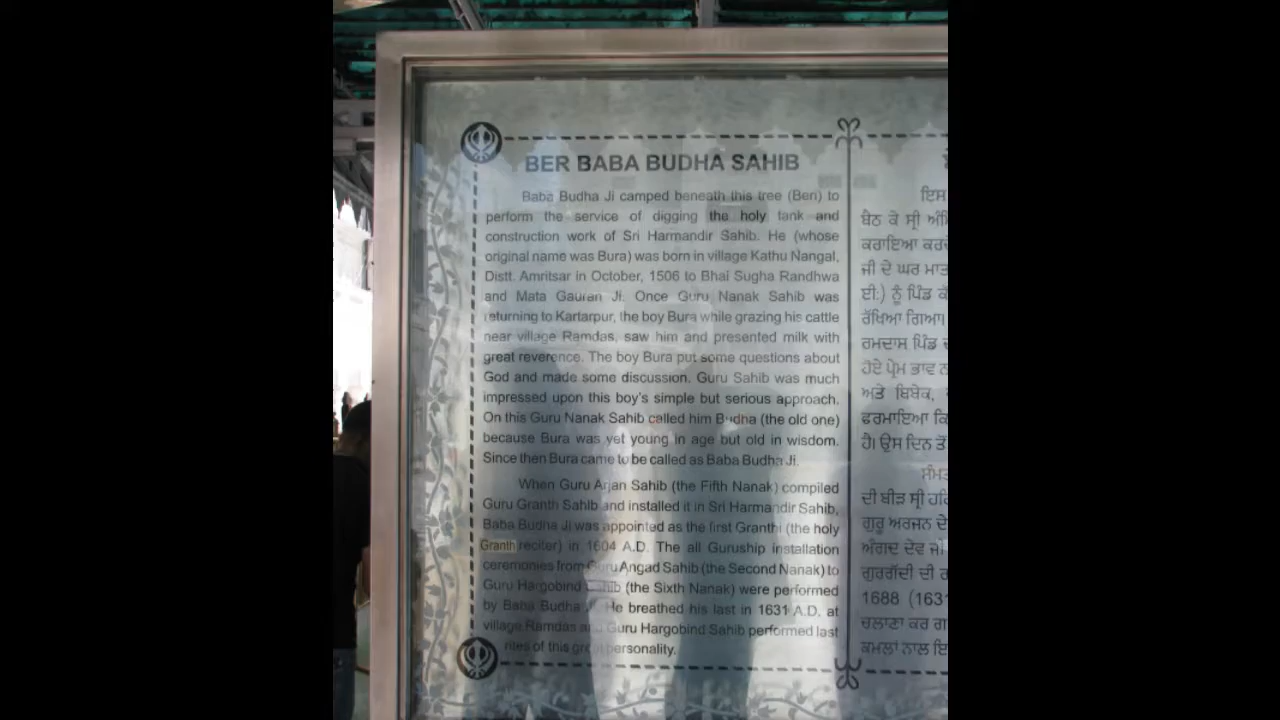 BER BABA BUDHA SAHIB
Baba Budha Ji camped beneath this tree (Beri) to
perform the service of digging the holy tank and
construction work of Sri Harmandir Sahib. He (whose
original name was Bura) was born in village Kathu Nangal,
Distt. Amritsar in October, 1506 to Bhai Sugha Randhwa
and Mata Gauran Ji. Once Guru Nanak Sahib was
returning to Kartarpur, the boy Bura while grazing his cattle
near village Ramdas, saw him and presented milk with
great reverence. The boy Bura put some questions about
God and made some discussion. Guru Sahib was much
impressed upon this boy's simple but serious approach.
On this Guru Nanak Sahib called him Budha (the old one)
because Bura was yet young in age but old in wisdom.
Since then Bura came to be called as Baba Budha Ji.
When Guru Arjan Sahib (the Fifth Nanak) compiled
Guru Granth Sahib and installed it in Sri Harmandir Sahib,
Baba Budha Ji was appointed as the first Granthi (the holy
Granth reciter) in 1604 A.D. The all Guruship installation
ceremonies from Guru Angad Sahib (the Second Nanak) to
Guru Hargobind Sahib (the Sixth Nanak) were performed
by Baba Budha Ji. He breathed his last in 1631 A.D. at
village Ramdas and Guru Hargobind Sahib performed last
rites of this great personality.
ਇਸ
ਬੈਠ ਕੇ ਸ੍ਰੀ
ਕਰਾਇਆ
ਜੀ ਦੇ ਘਰ
ਈ:) ਨੂੰ ਪਿੰਡ
ਰੱਖਿਆ ਗਿਆ।
ਰਮਦਾਸ ਪਿੰਡ
ਹੋਏ ਪ੍ਰੇਮ ਭਾਵ
ਅਤੇ ਬਿਬੇਕ,
ਫਰਮਾਇਆ ਕਿ
ਹੈ। ਉਸ ਦਿਨ ਤੋਂ
ਸੰਮਤ
ਦੀ ਬੀੜ ਸ੍ਰੀ
ਗੁਰੂ ਅਰਜਨ ਦੇ
ਅੰਗਦ ਦੇਵ ਜੀ
ਗੁਰਗੱਦੀ ਦੀ
1688 (1631
ਚਲਾਣਾ ਕਰ
ਕਮਲਾਂ ਨਾਲ